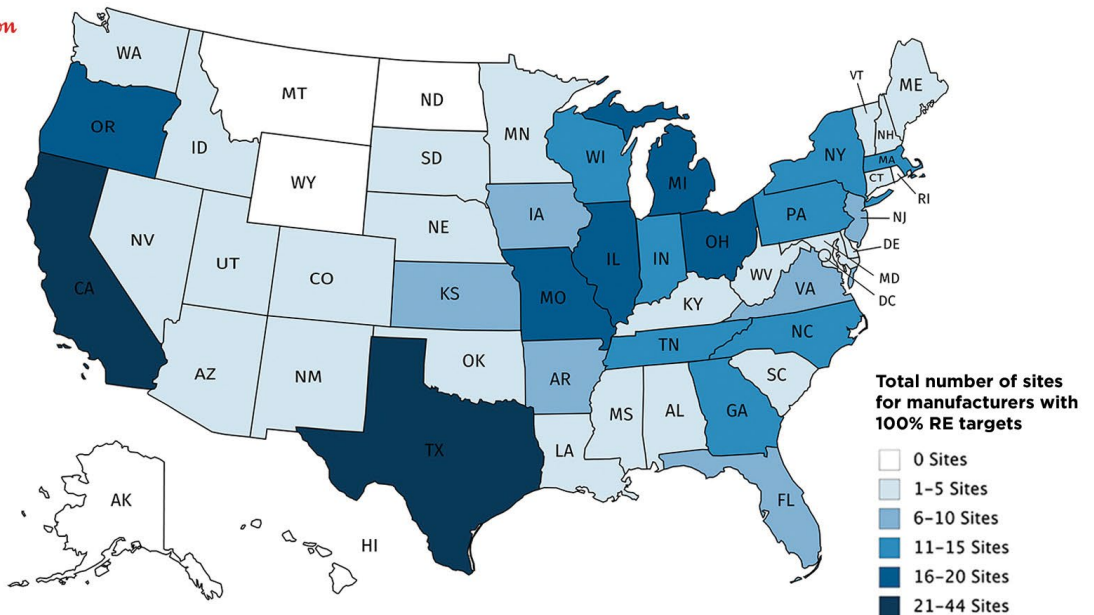 WA
MT
ND
MN
OR
ID
SD
WY
WI
MI
VT
ME
NH
NY
MA
CT
RI
NV
UT
CO
NE
IA
IL
IN
OH
PA
NJ
DE
MD
DC
CA
KS
MO
KY
WV
VA
AZ
NM
OK
AR
TN
NC
SC
TX
LA
MS
AL
GA
FL
AK
HI
Total number of sites
for manufacturers with
100% RE targets
0 Sites
1–5 Sites
6–10 Sites
11–15 Sites
16–20 Sites
21–44 Sites